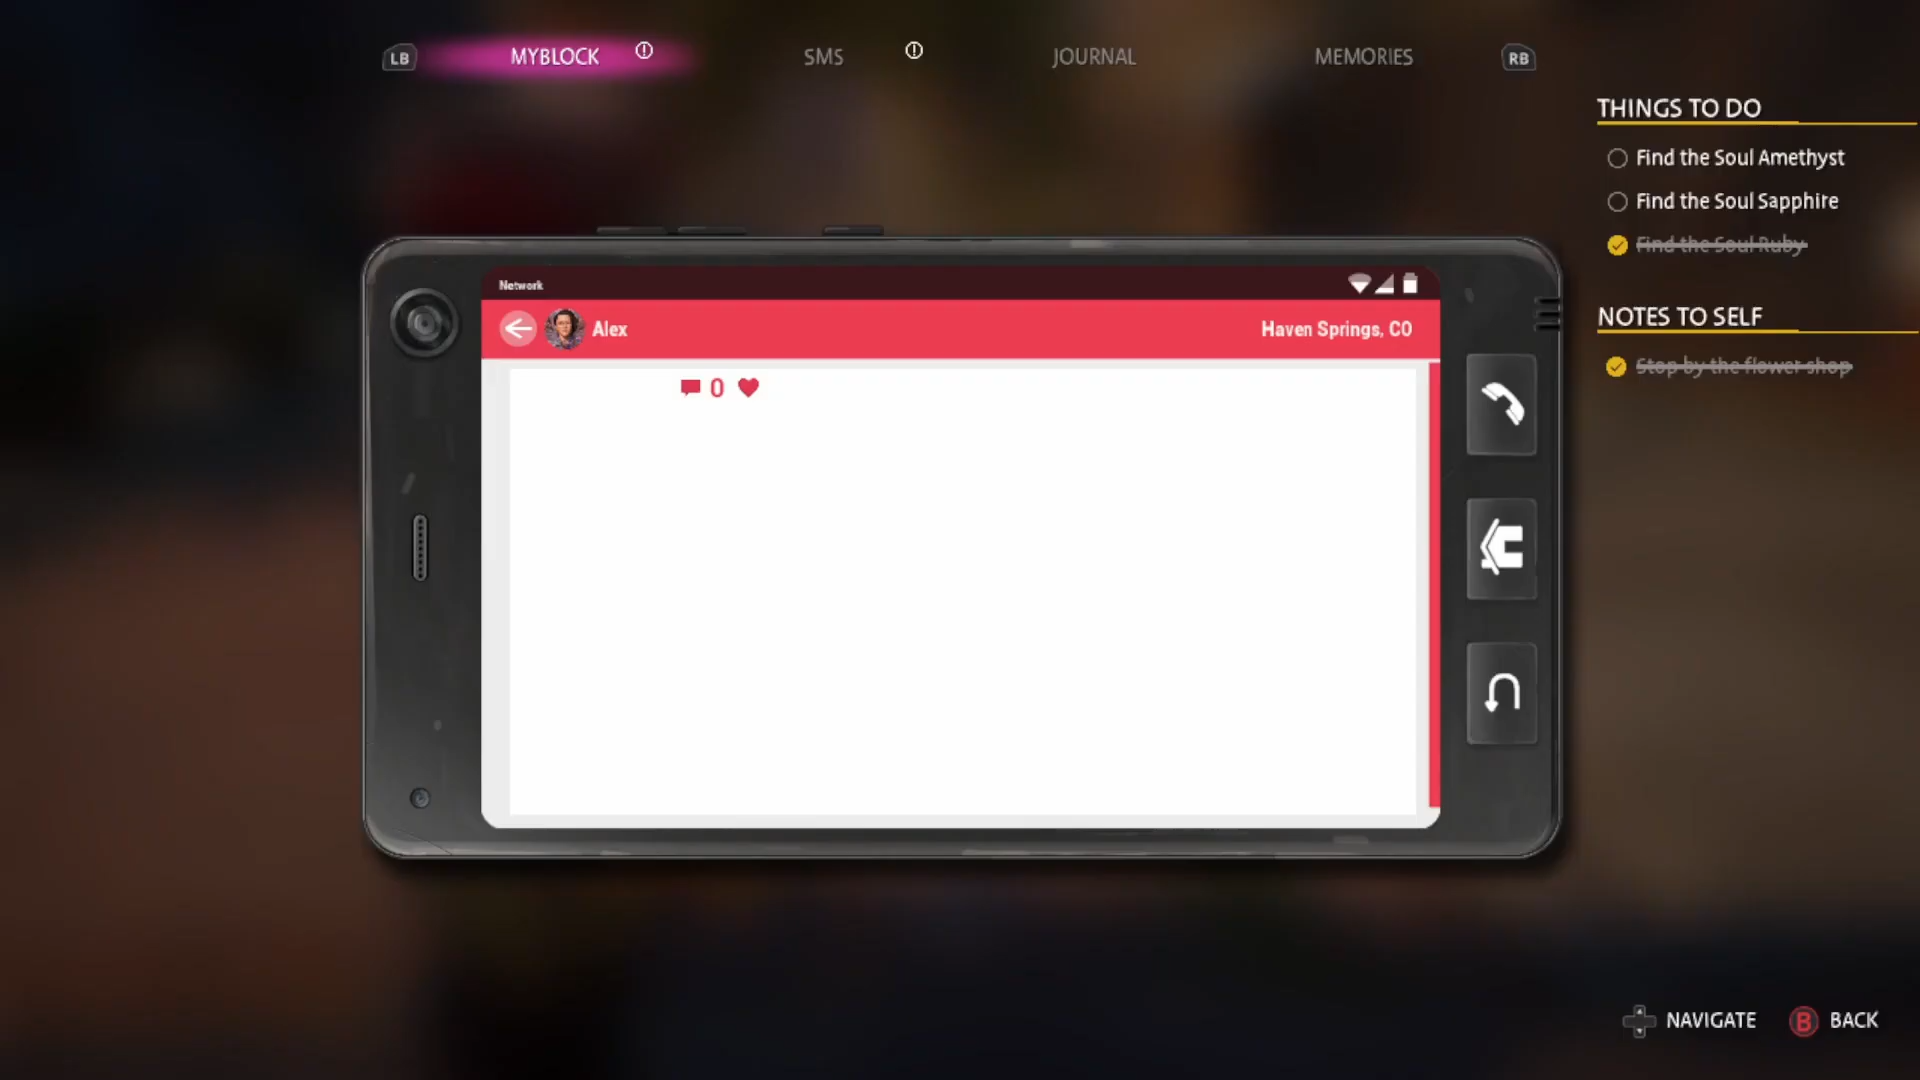 LB
MYBLOCK
SMS
JOURNAL
MEMORIES
RB
THINGS TO DO
Find the Soul Amethyst
Find the Soul Sapphire
Find the Soul Ruby
NOTES TO SELF
Stop by the flower shop
Network
Alex
Haven Springs, CO
0
NAVIGATE
B BACK